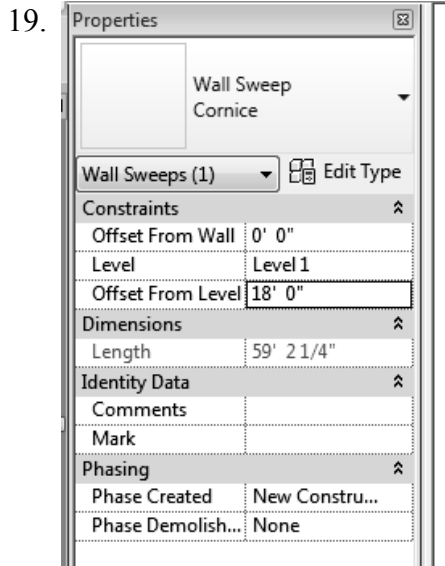 19.
Properties
Wall Sweep
Cornice
Wall Sweeps (1) Edit Type
Constraints
Offset From Wall 0' 0"
Level Level 1
Offset From Level 18' 0"
Dimensions
Length 59' 2 1/4"
Identity Data
Comments
Mark
Phasing
Phase Created New Constru...
Phase Demolish... None